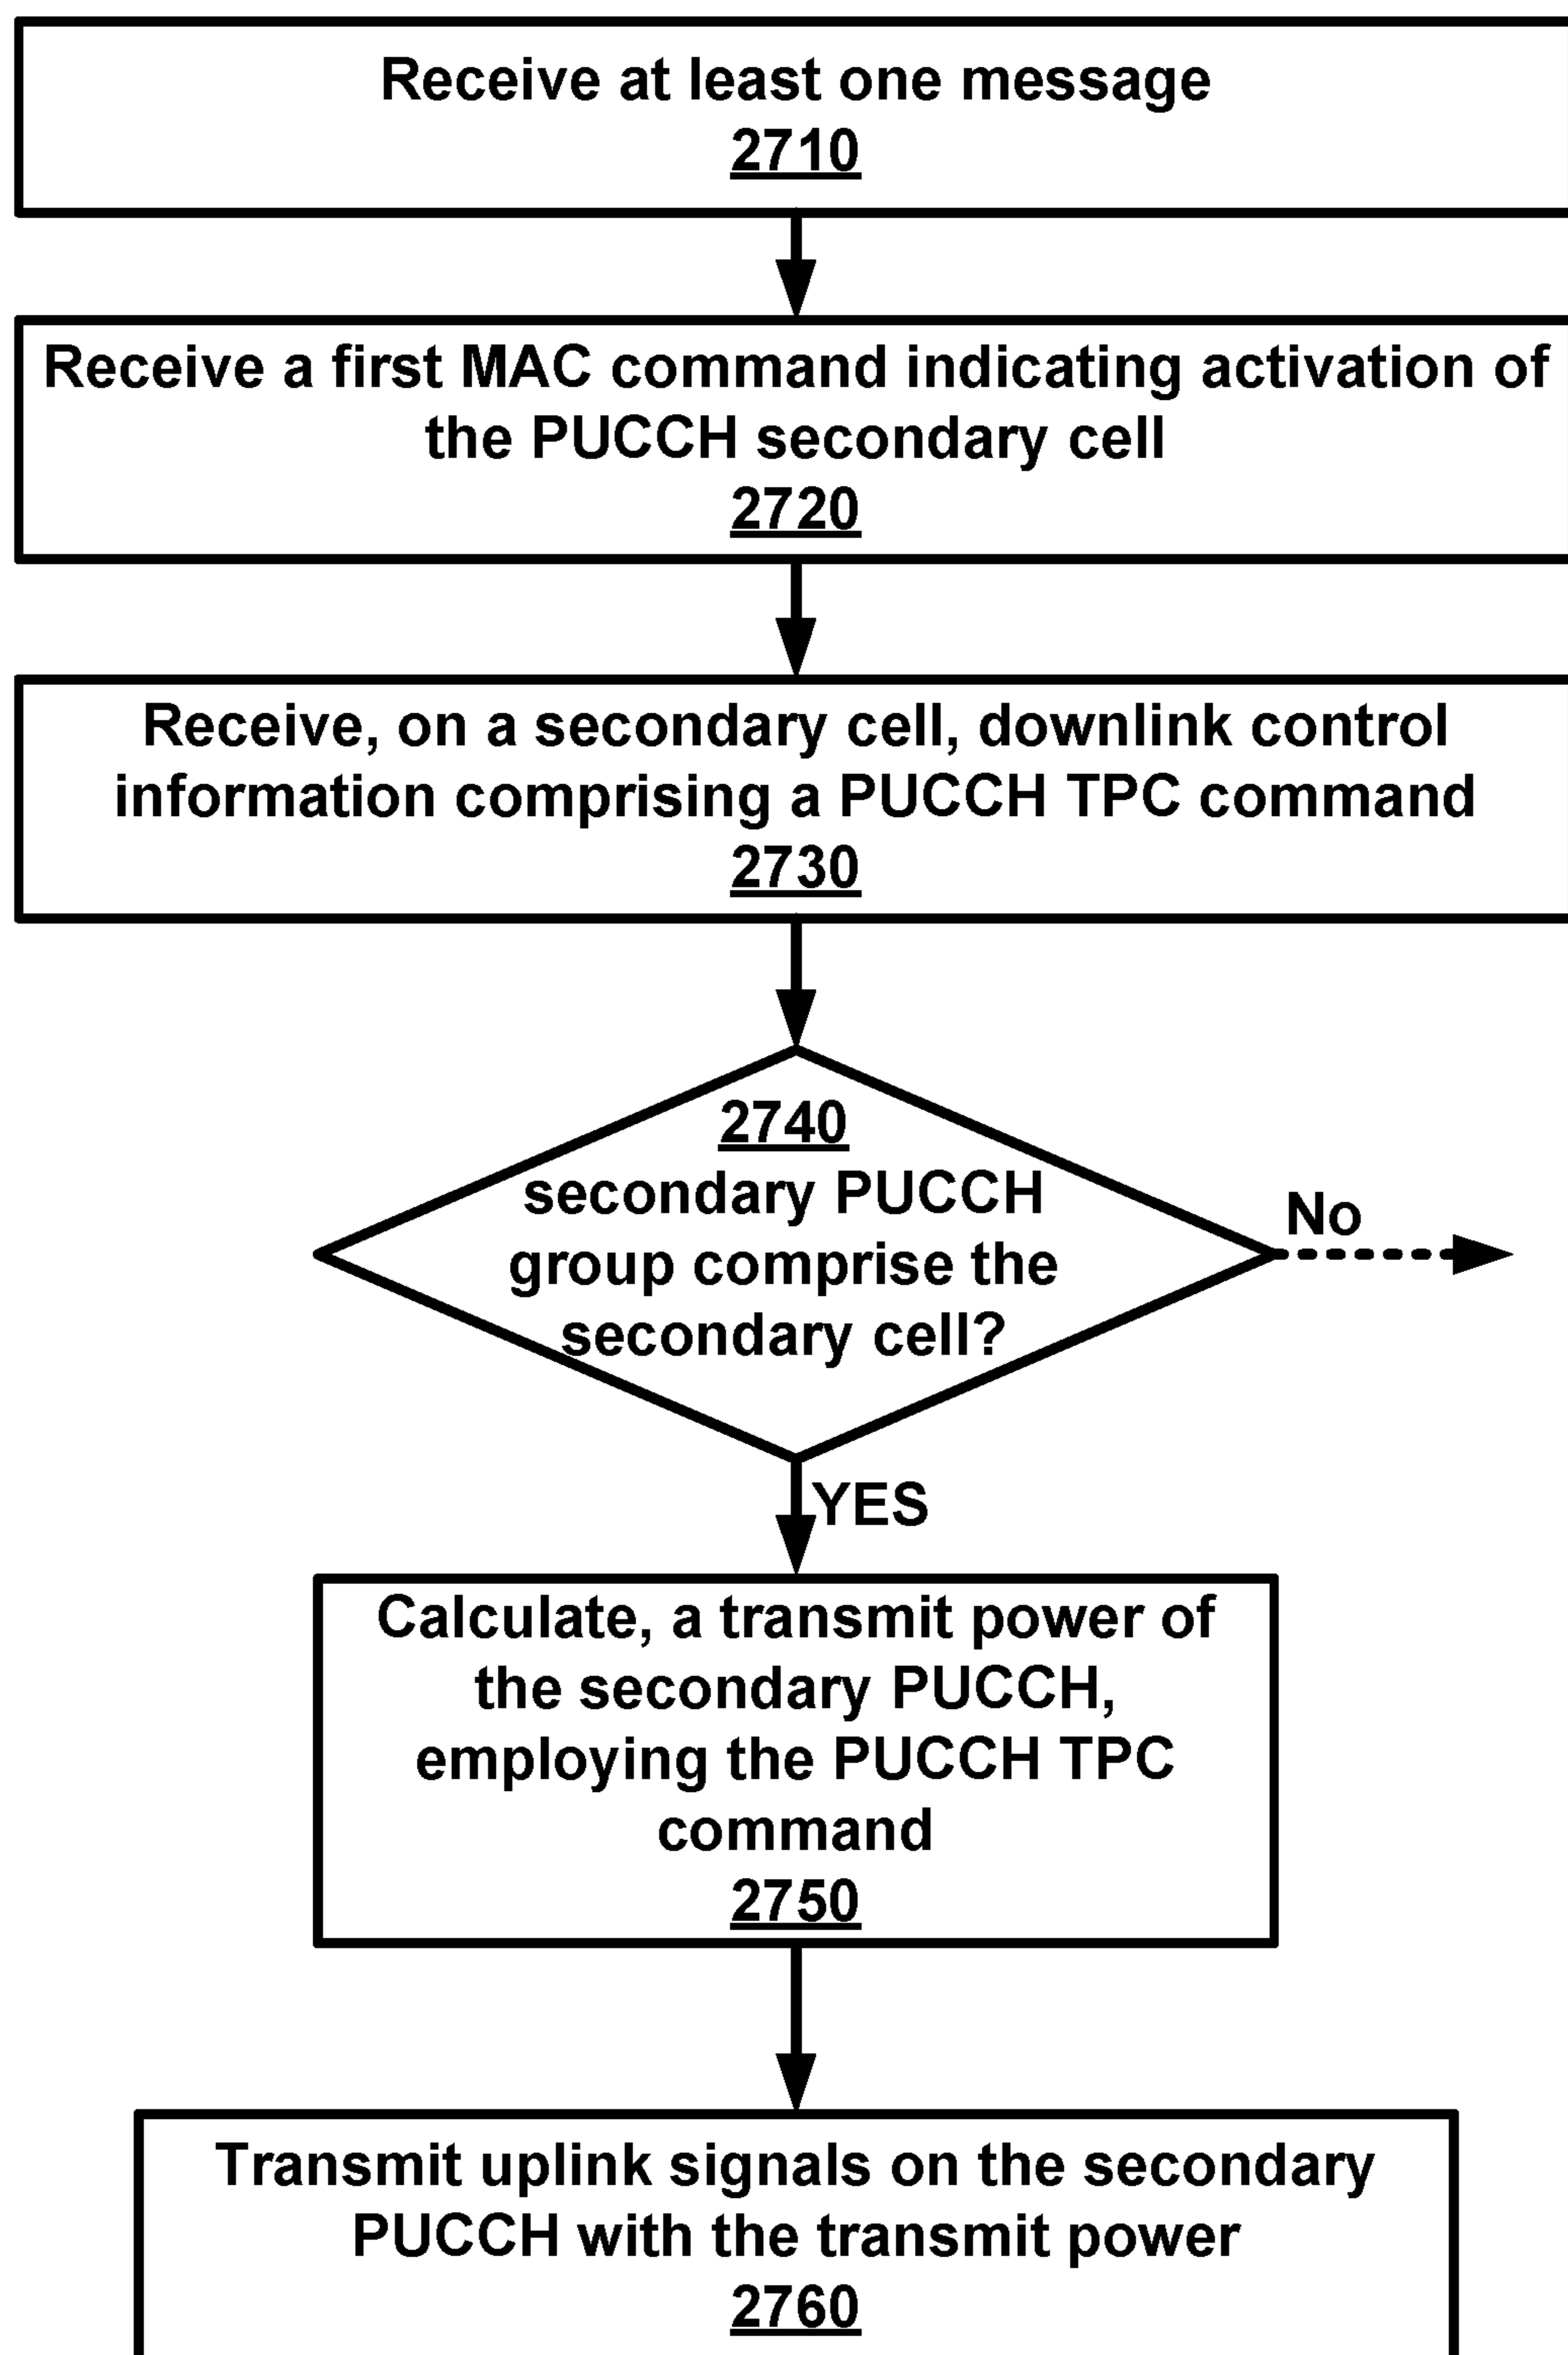 Receive at least one message
2710
Receive a first MAC command indicating activation of
the PUCCH secondary cell
2720
Receive, on a secondary cell, downlink control
information comprising a PUCCH TPC command
2730
2740
secondary PUCCH
group comprise the
secondary cell?
No
YES
Calculate, a transmit power of
the secondary PUCCH,
employing the PUCCH TPC
command
2750
Transmit uplink signals on the secondary
PUCCH with the transmit power
2760